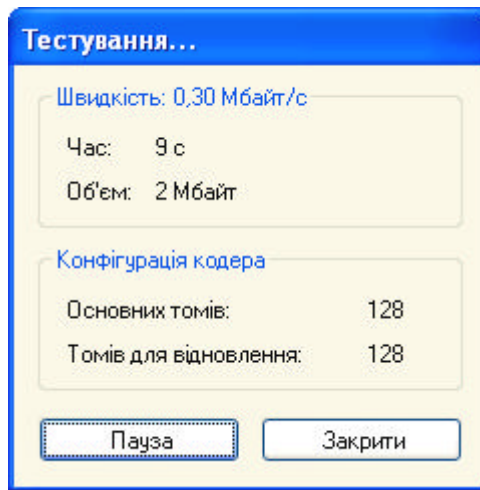 Тестування...
Швидкість: 0,30 Мбайт/с
Час: 9 с
Об'єм: 2 Мбайт
Конфігурація кодера
Основних томів: 128
Томів для відновлення: 128
Пауза Закрити